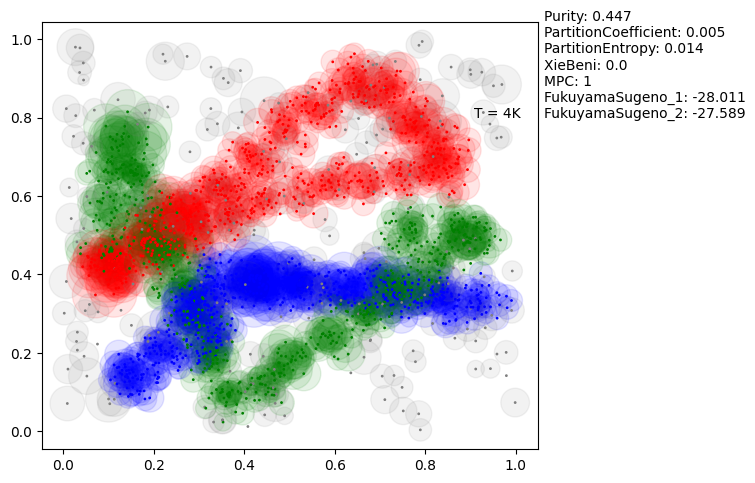 Purity: 0.447
PartitionCoefficient: 0.005
PartitionEntropy: 0.014
XieBeni: 0.0
MPC: 1
FukuyamaSugeno_1: -28.011
FukuyamaSugeno_2: -27.589
T = 4K
1.0
0.8
0.6
0.4
0.2
0.0
0.0 0.2 0.4 0.6 0.8 1.0